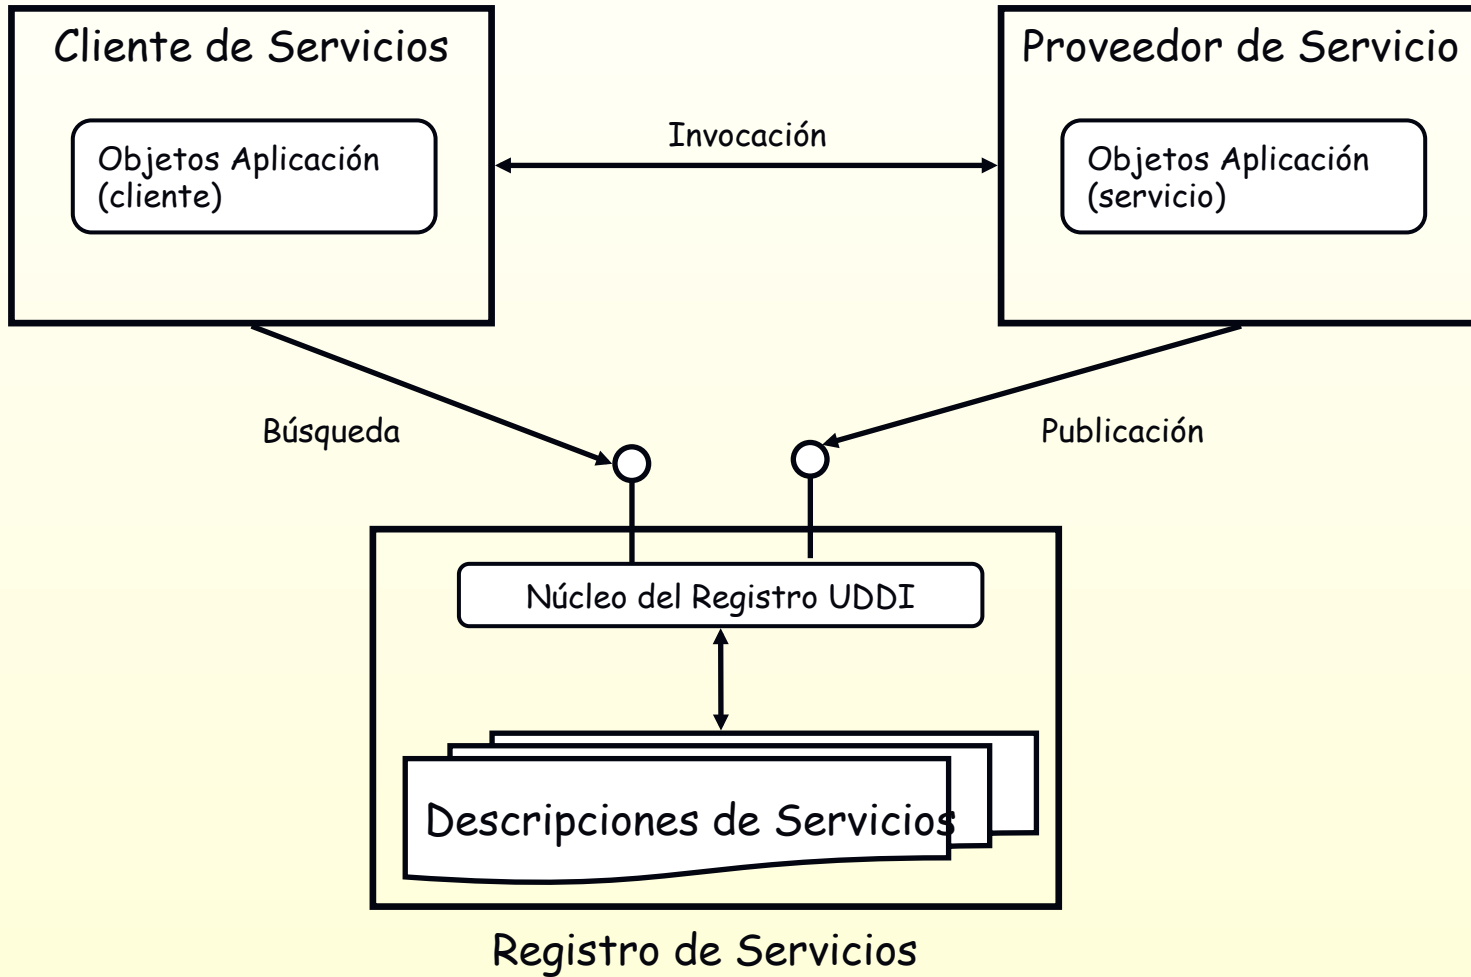 Cliente de Servicios
Proveedor de Servicio
Objetos Aplicación
(cliente)
Invocación
Objetos Aplicación
(servicio)
Búsqueda
Publicación
Núcleo del Registro UDDI
Descripciones de Servicios
Registro de Servicios